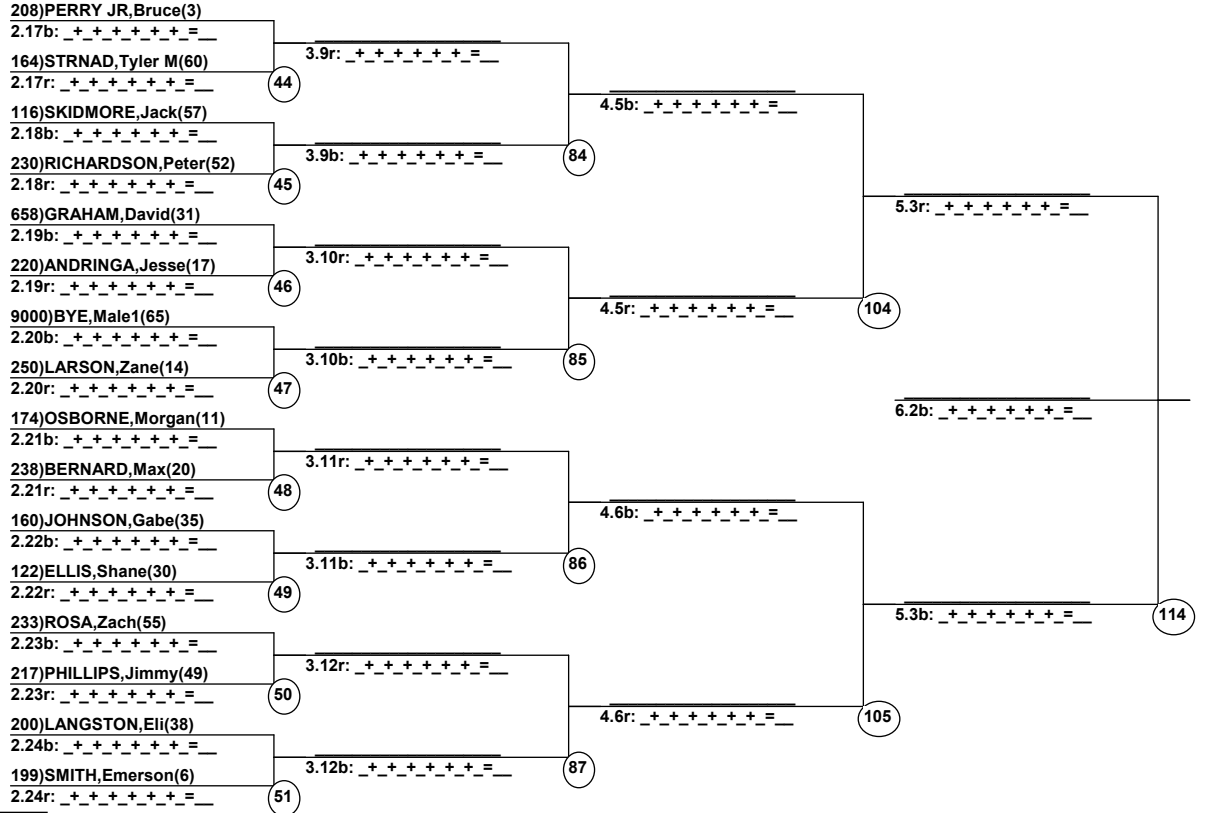 208)PERRY JR,Bruce(3)
2.17b: _+_+_+_+_+_=__
164)STRNAD,Tyler M(60)
2.17r: _+_+_+_+_+_=__
44
116)SKIDMORE,Jack(57)
2.18b: _+_+_+_+_+_=__
230)RICHARDSON,Peter(52)
2.18r: _+_+_+_+_+_=__
45
658)GRAHAM,David(31)
2.19b: _+_+_+_+_+_=__
220)ANDRINGA,Jesse(17)
2.19r: _+_+_+_+_+_=__
46
9000)BYE,Male1(65)
2.20b: _+_+_+_+_+_=__
250)LARSON,Zane(14)
2.20r: _+_+_+_+_+_=__
47
174)OSBORNE,Morgan(11)
2.21b: _+_+_+_+_+_=__
238)BERNARD,Max(20)
2.21r: _+_+_+_+_+_=__
48
160)JOHNSON,Gabe(35)
2.22b: _+_+_+_+_+_=__
122)ELLIS,Shane(30)
2.22r: _+_+_+_+_+_=__
49
233)ROSA,Zach(55)
2.23b: _+_+_+_+_+_=__
217)PHILLIPS,Jimmy(49)
2.23r: _+_+_+_+_+_=__
50
200)LANGSTON,Eli(38)
2.24b: _+_+_+_+_+_=__
199)SMITH,Emerson(6)
2.24r: _+_+_+_+_+_=__
51
3.9r: _+_+_+_+_+_=__
3.9b: _+_+_+_+_+_=__
84
3.10r: _+_+_+_+_+_=__
3.10b: _+_+_+_+_+_=__
85
3.11r: _+_+_+_+_+_=__
3.11b: _+_+_+_+_+_=__
86
3.12r: _+_+_+_+_+_=__
3.12b: _+_+_+_+_+_=__
87
4.5b: _+_+_+_+_+_=__
4.5r: _+_+_+_+_+_=__
104
4.6b: _+_+_+_+_+_=__
4.6r: _+_+_+_+_+_=__
105
5.3r: _+_+_+_+_+_=__
6.2b: _+_+_+_+_+_=__
5.3b: _+_+_+_+_+_=__
114